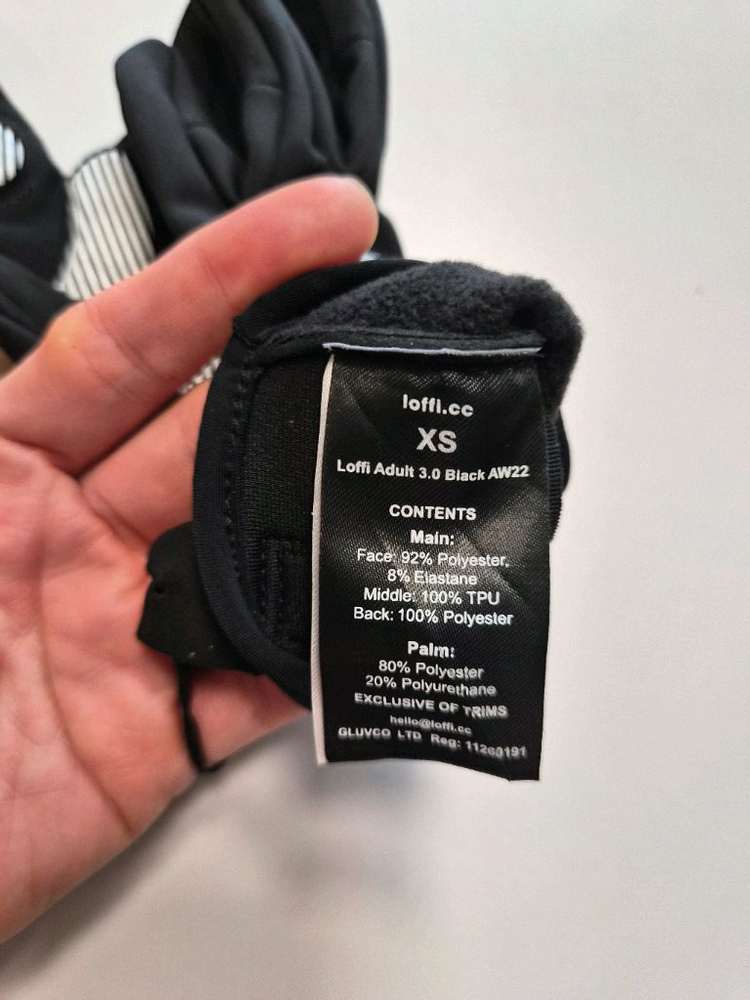 loffi.cc
XS
Loffi Adult 3.0 Black AW22
CONTENTS
Main:
Face: 92% Polyester,
8% Elastane
Middle: 100% TPU
Back: 100% Polyester
Palm:
80% Polyester
20% Polyurethane
EXCLUSIVE OF TRIMS
hello@loffi.cc
GLUVCO LTD Reg: 11260191